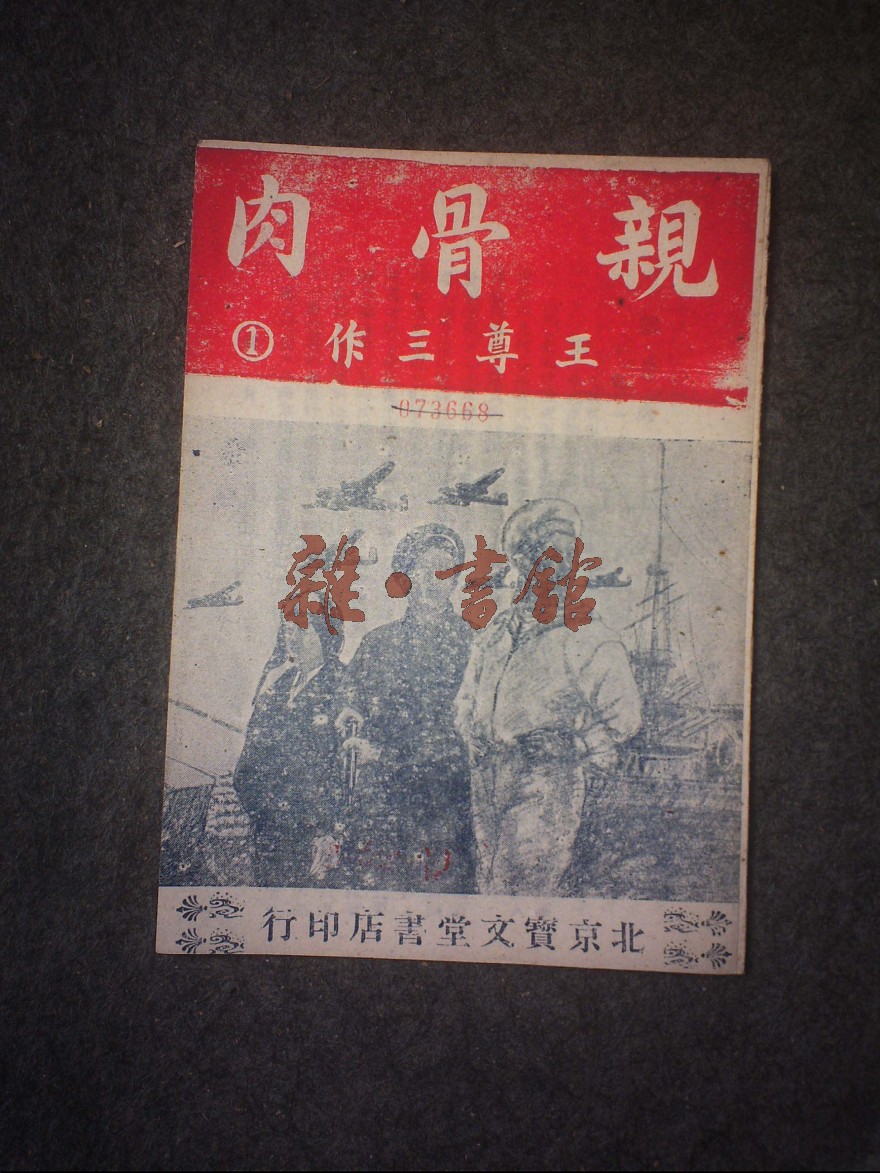 親骨肉
王尊三作 ①
073668
雜·書館
北京寶文堂書店印行